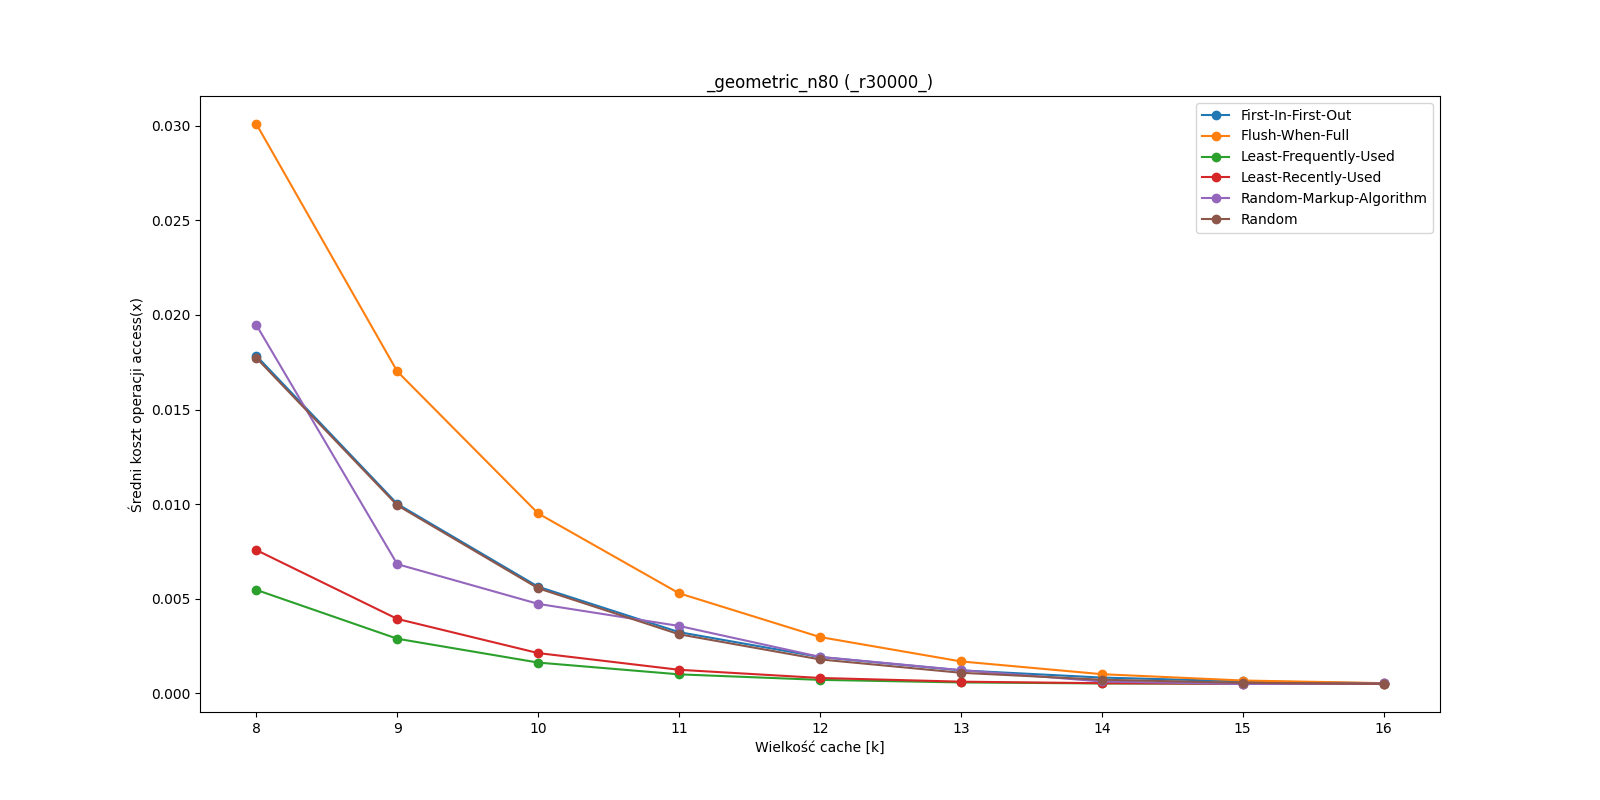 _geometric_n80 (_r30000_)
First-In-First-Out
Flush-When-Full
Least-Frequently-Used
Least-Recently-Used
Random-Markup-Algorithm
Random
Średni koszt operacji access(x)
0.030
0.025
0.020
0.015
0.010
0.005
0.000
8 9 10 11 12 13 14 15 16
Wielkość cache [k]